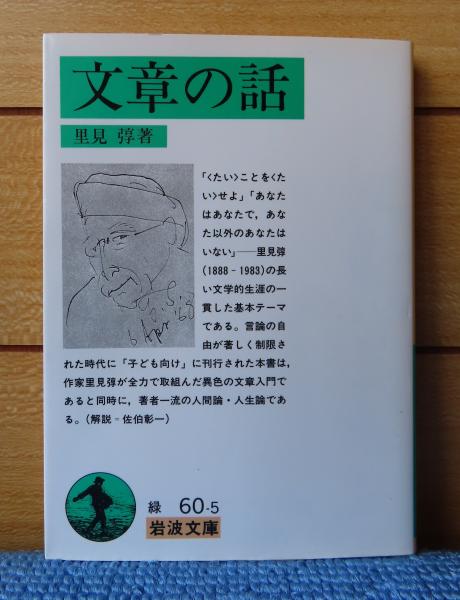 文章の話
里見 弴著
「〈たい〉ことを〈た
い〉せよ」「あなた
はあなたで，あな
た以外のあなたは
いない」──里見弴
(1888－1983)の長
い文学的生涯の一
貫した基本テーマ
である。言論の自
由が著しく制限さ
れた時代に「子ども向け」に刊行された本書は，
作家里見弴が全力で取組んだ異色の文章入門で
あると同時に，著者一流の人間論・人生論であ
る。（解説＝佐伯彰一）
緑 60-5
岩波文庫